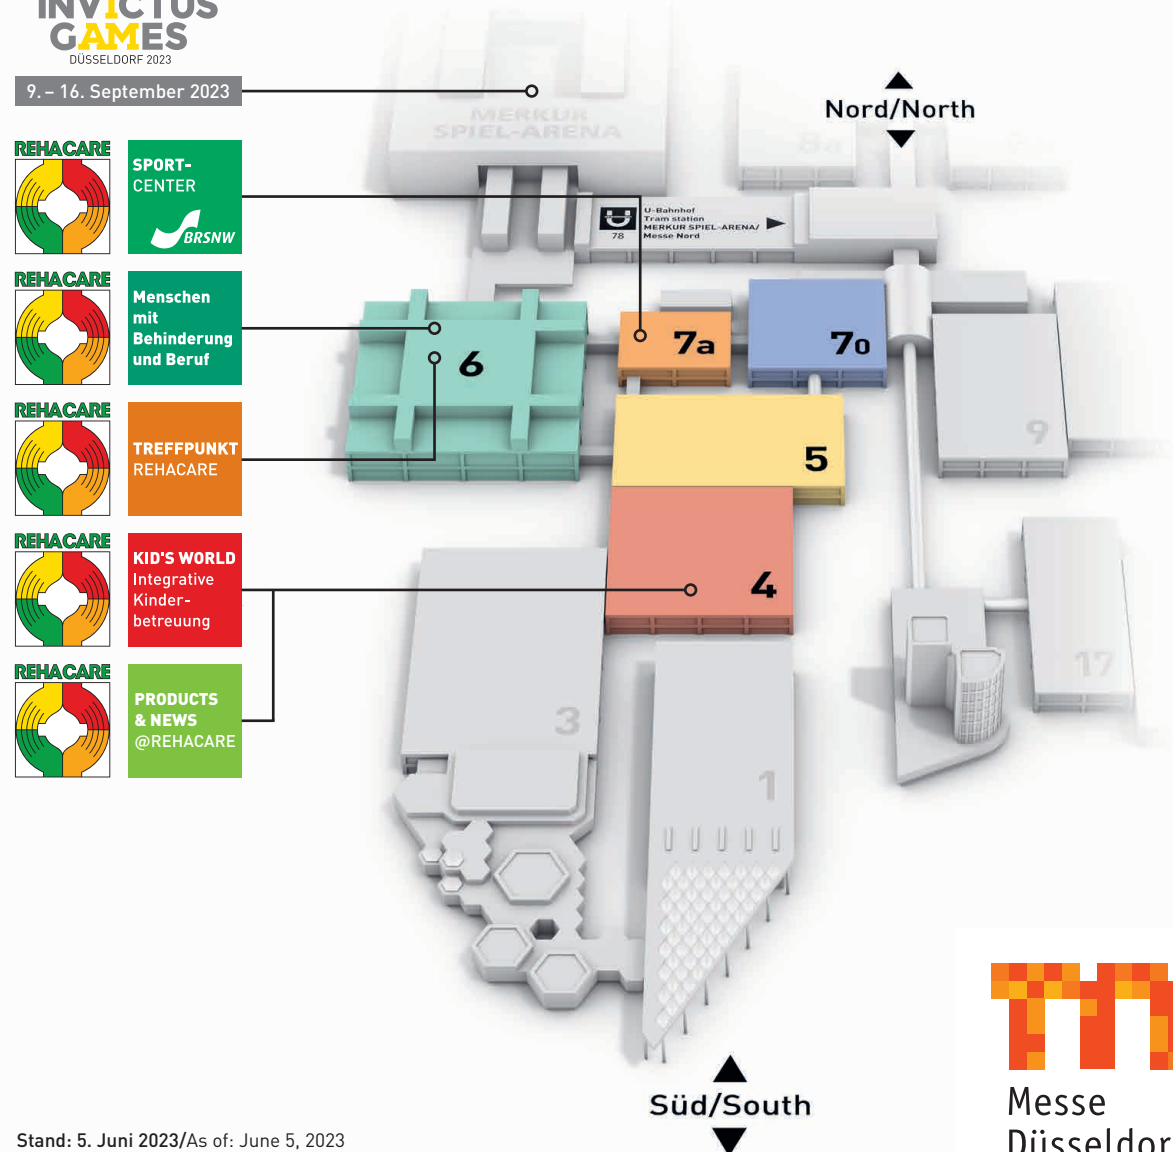 INVICTUS
GAMES
DÜSSELDORF 2023
9. – 16. September 2023
MERKUR
SPIEL-ARENA
Nord/North
8a
REHACARE
SPORT-
CENTER
BRSNW
U-Bahnhof
Tram station
MERKUR SPIEL-ARENA/
Messe Nord
78
REHACARE
Menschen
mit
Behinderung
und Beruf
6
7a
70
9
5
REHACARE
TREFFPUNKT
REHACARE
REHACARE
KID'S WORLD
Integrative
Kinder-
betreuung
4
17
REHACARE
PRODUCTS
& NEWS
@REHACARE
3
1
Süd/South
Messe
Düsseldor
Stand: 5. Juni 2023/As of: June 5, 2023